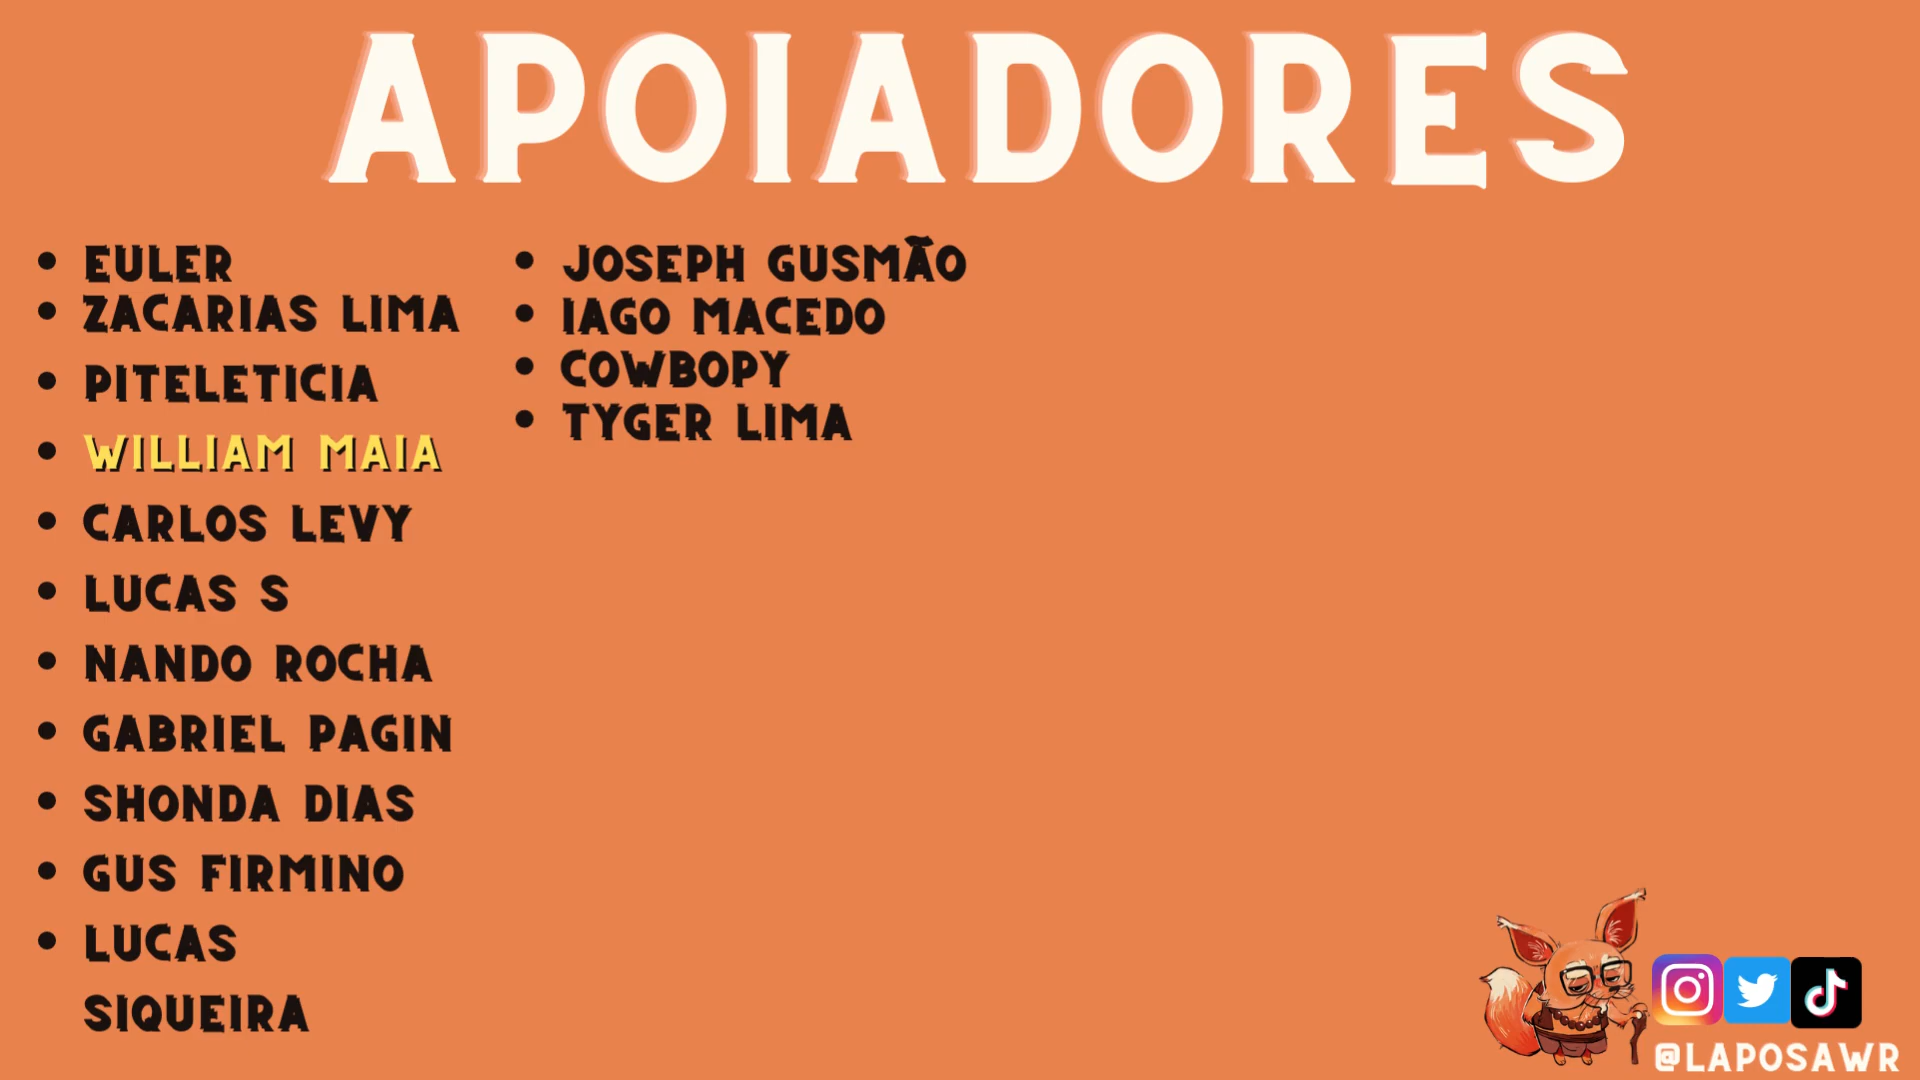 APOIADORES
EULER
ZACARIAS LIMA
PITELETICIA
WILLIAM MAIA
CARLOS LEVY
LUCAS S
NANDO ROCHA
GABRIEL PAGIN
SHONDA DIAS
GUS FIRMINO
LUCAS
SIQUEIRA
JOSEPH GUSMÃO
IAGO MACEDO
COWBOPY
TYGER LIMA
@LAPOSAWR